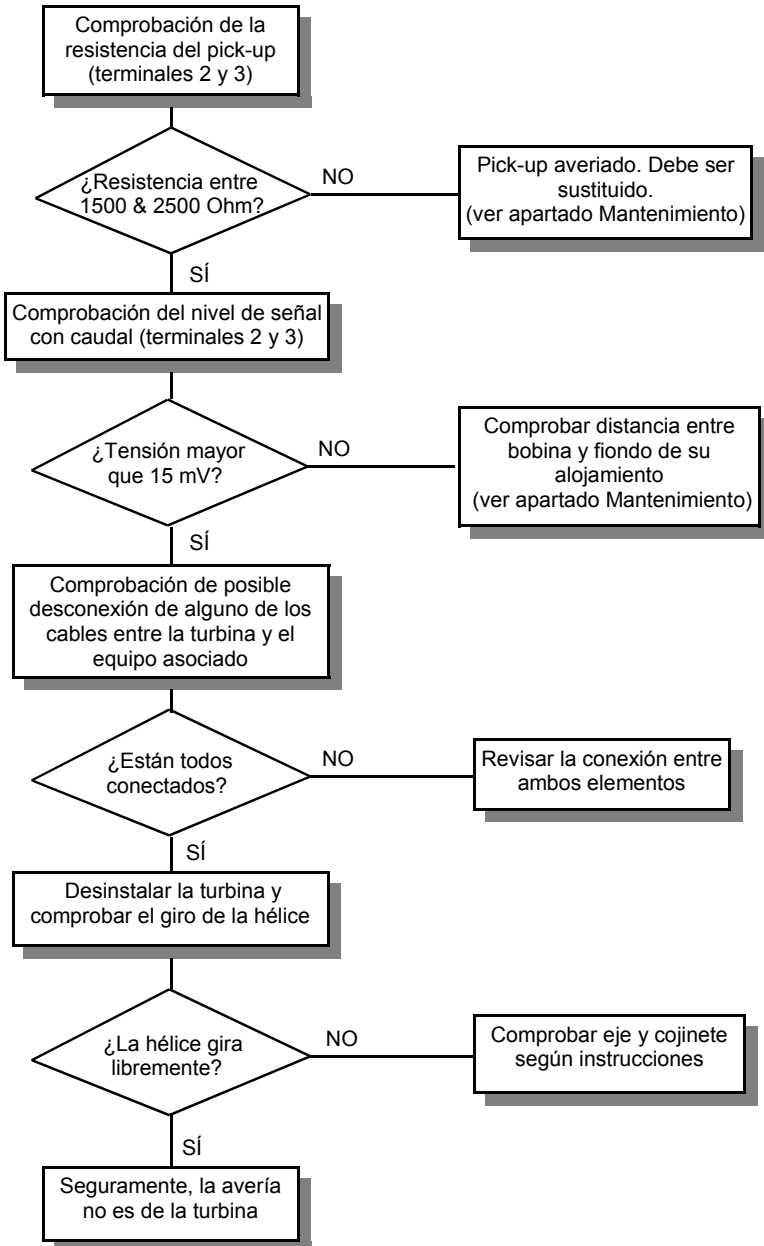 Comprobación de la
resistencia del pick-up
(terminales 2 y 3)
¿Resistencia entre
1500 & 2500 Ohm?
NO
Pick-up averiado. Debe ser
sustituido.
(ver apartado Mantenimiento)
SÍ
Comprobación del nivel de señal
con caudal (terminales 2 y 3)
¿Tensión mayor
que 15 mV?
NO
Comprobar distancia entre
bobina y fiondo de su
alojamiento
(ver apartado Mantenimiento)
SÍ
Comprobación de posible
desconexión de alguno de los
cables entre la turbina y el
equipo asociado
¿Están todos
conectados?
NO
Revisar la conexión entre
ambos elementos
SÍ
Desinstalar la turbina y
comprobar el giro de la hélice
¿La hélice gira
libremente?
NO
Comprobar eje y cojinete
según instrucciones
SÍ
Seguramente, la avería
no es de la turbina